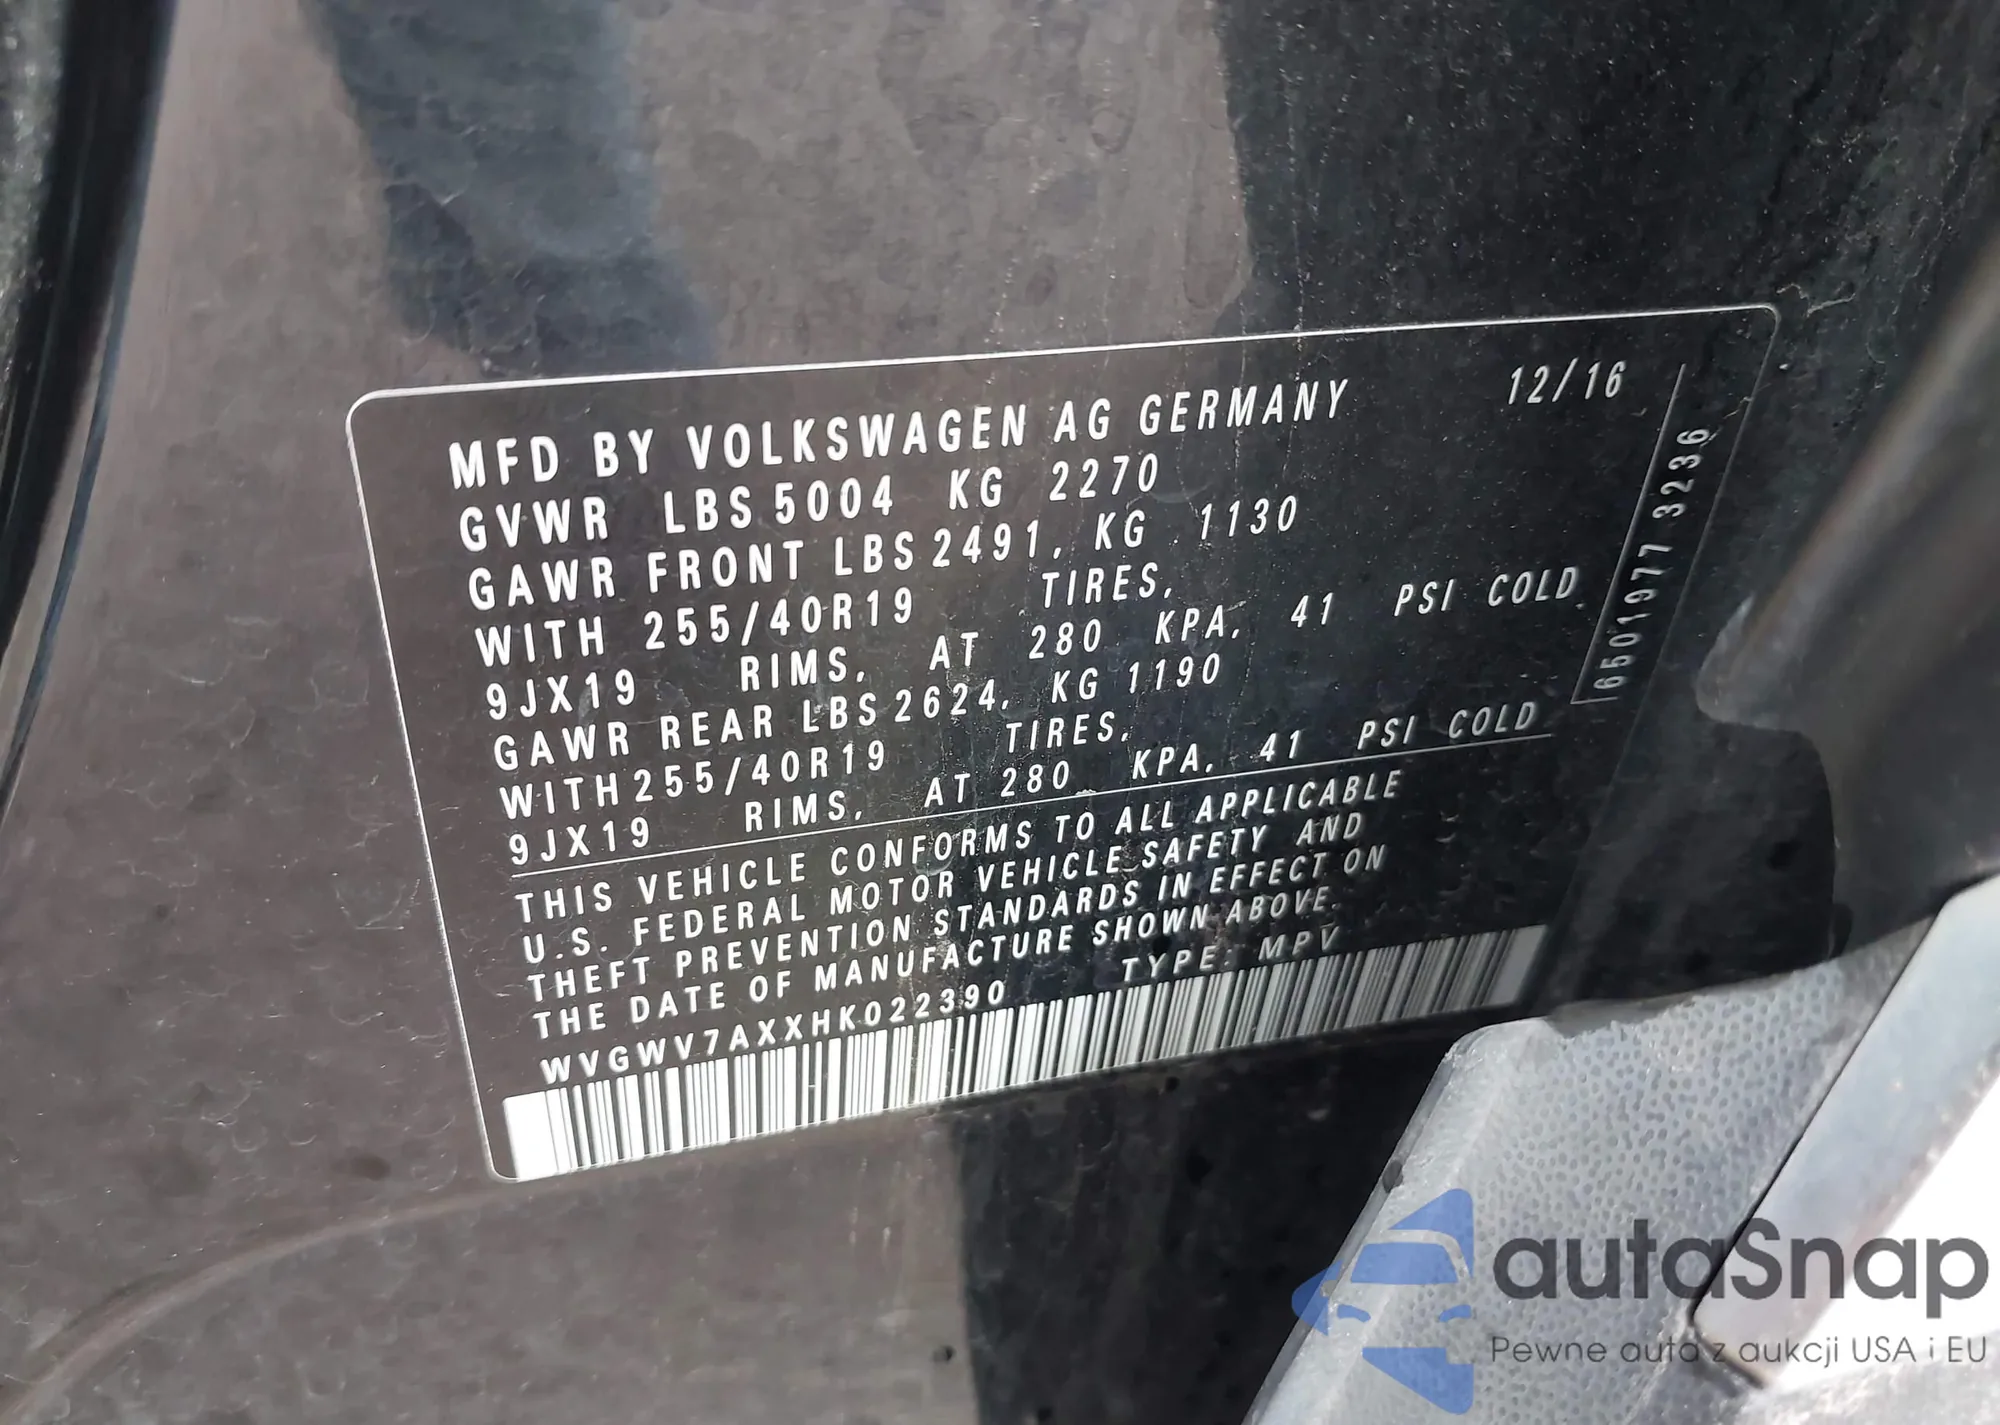 MFD BY VOLKSWAGEN AG GERMANY 12/16
GVWR LBS 5004 KG 2270
GAWR FRONT LBS 2491, KG 1130
WITH 255/40R19 TIRES,
9JX19 RIMS, AT 280 KPA, 41 PSI COLD.
GAWR REAR LBS 2624, KG 1190
WITH 255/40R19 TIRES,
9JX19 RIMS, AT 280 KPA, 41 PSI COLD
THIS VEHICLE CONFORMS TO ALL APPLICABLE
U.S. FEDERAL MOTOR VEHICLE SAFETY AND
THEFT PREVENTION STANDARDS IN EFFECT ON
THE DATE OF MANUFACTURE SHOWN ABOVE.
WVGWV7AXXHK022390 TYPE: MPV
6501977 3236
autaSnap
Pewne auta z aukcji USA i EU